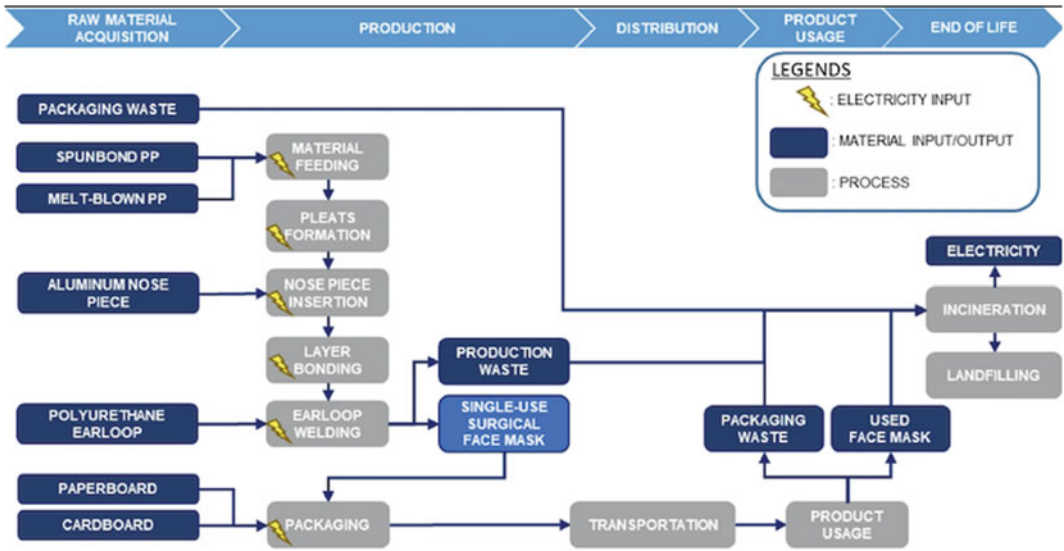 RAW MATERIAL
ACQUISITION
PRODUCTION
DISTRIBUTION
PRODUCT
USAGE
END OF LIFE
LEGENDS
: ELECTRICITY INPUT
: MATERIAL INPUT/OUTPUT
: PROCESS
PACKAGING WASTE
SPUNBOND PP
MELT-BLOWN PP
MATERIAL
FEEDING
PLEATS
FORMATION
ALUMINUM NOSE
PIECE
NOSE PIECE
INSERTION
LAYER
BONDING
POLYURETHANE
EARLOOP
EARLOOP
WELDING
PRODUCTION
WASTE
SINGLE-USE
SURGICAL
FACE MASK
PACKAGING
WASTE
USED
FACE MASK
ELECTRICITY
INCINERATION
LANDFILLING
PAPERBOARD
CARDBOARD
PACKAGING
TRANSPORTATION
PRODUCT
USAGE